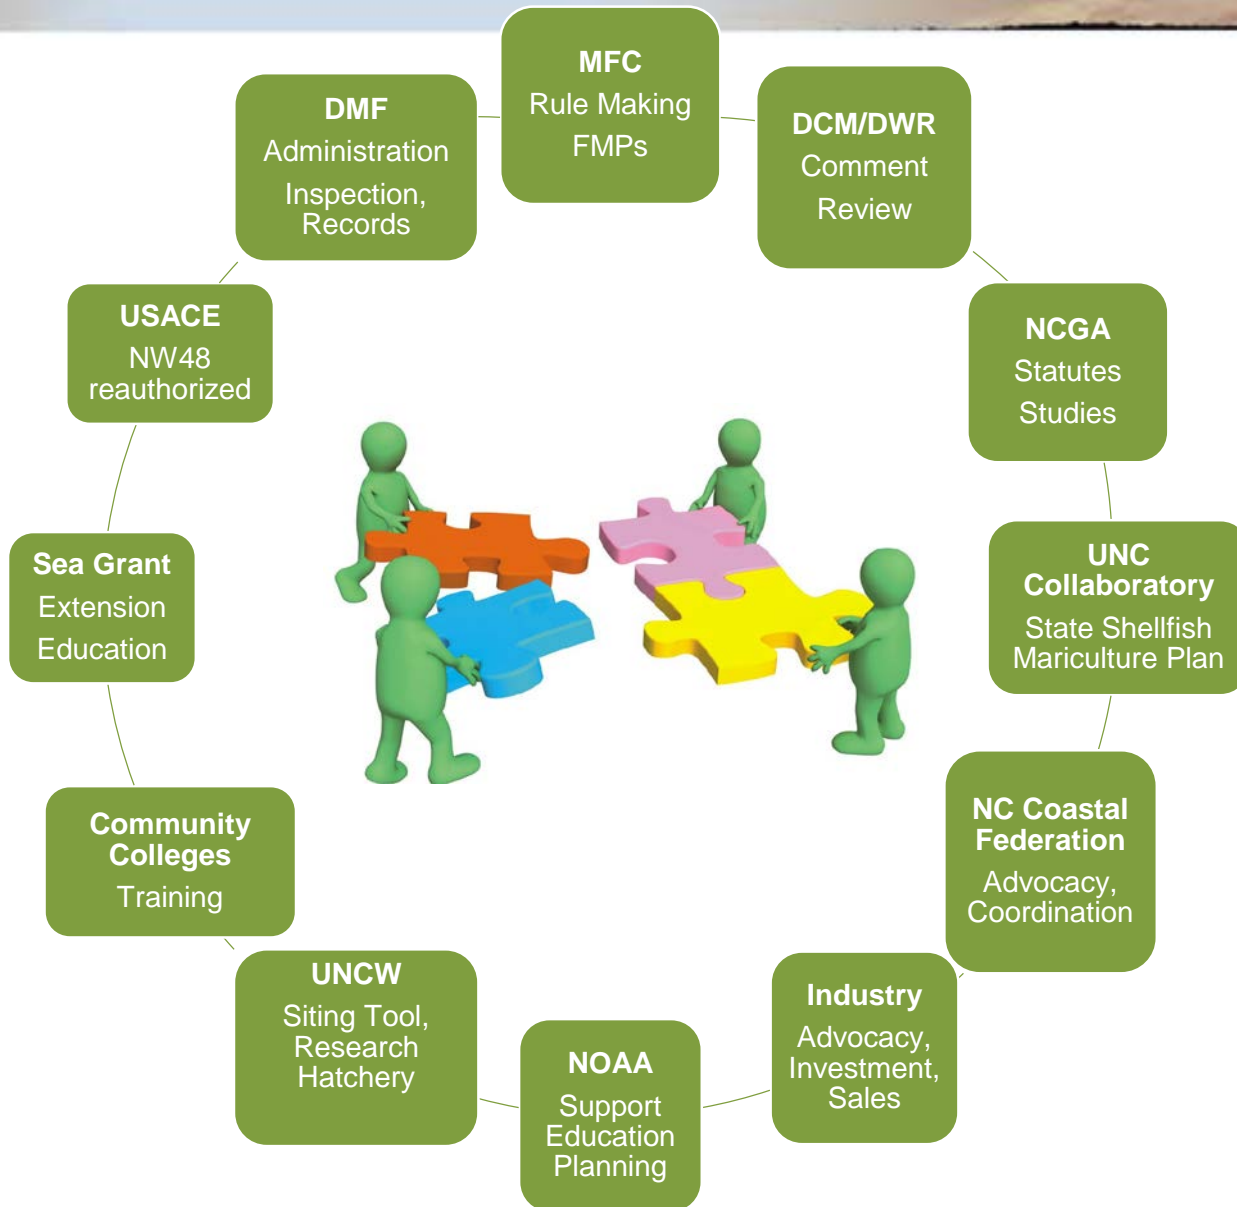 MFC
Rule Making
FMPs
DCM/DWR
Comment
Review
NCGA
Statutes
Studies
UNC
Collaboratory
State Shellfish
Mariculture Plan
NC Coastal
Federation
Advocacy,
Coordination
Industry
Advocacy,
Investment,
Sales
NOAA
Support
Education
Planning
UNCW
Siting Tool,
Research
Hatchery
Community
Colleges
Training
Sea Grant
Extension
Education
USACE
NW48
reauthorized
DMF
Administration
Inspection,
Records